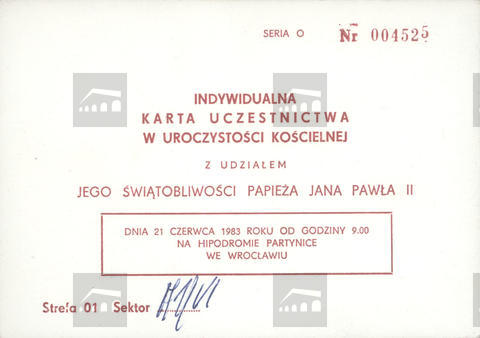 SERIA O Nr 004525
INDYWIDUALNA
KARTA UCZESTNICTWA
W UROCZYSTOŚCI KOŚCIELNEJ
Z UDZIAŁEM
JEGO ŚWIĄTOBLIWOŚCI PAPIEŻA JANA PAWŁA II
DNIA 21 CZERWCA 1983 ROKU OD GODZINY 9.00
NA HIPODROMIE PARTYNICE
WE WROCŁAWIU
Strefa 01 Sektor